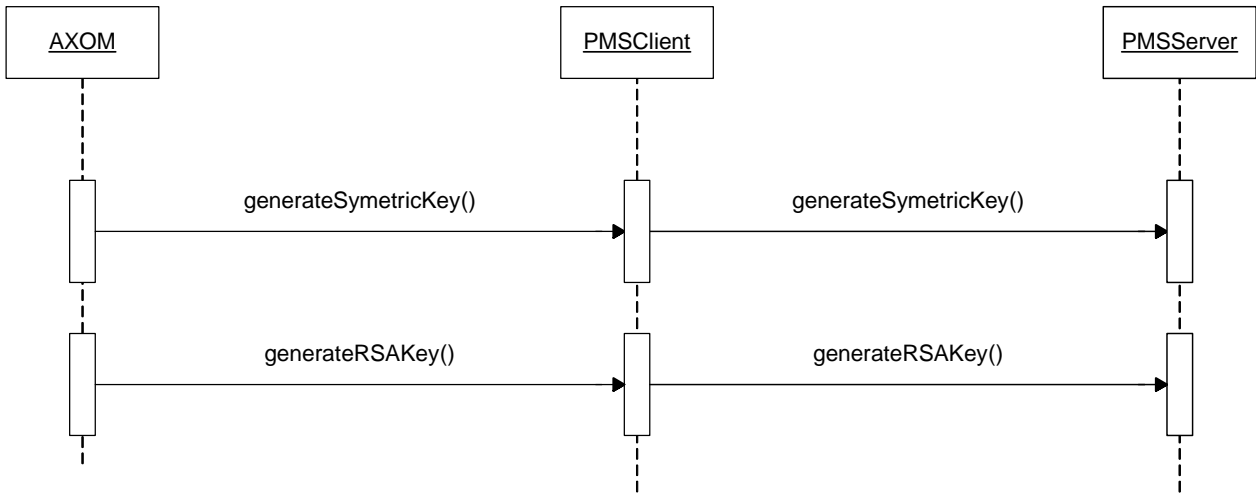 AXOM
PMSClient
PMSServer
generateSymetricKey()
generateSymetricKey()
generateRSAKey()
generateRSAKey()